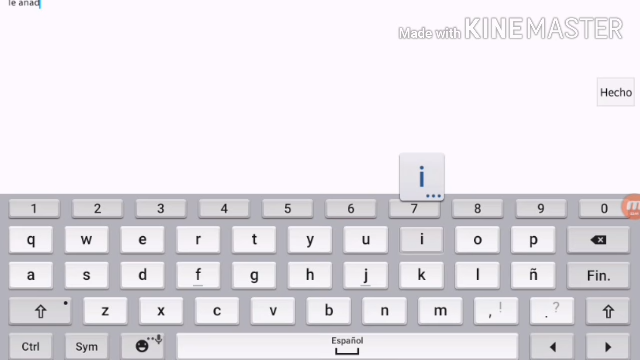 le anad
Made with KINEMASTER
Hecho
i
...
1 2 3 4 5 6 7 8 9 0
q w e r t y u i o p
a s d f g h j k l ñ Fin.
z x c v b n m , ! . ?
Ctrl Sym Español